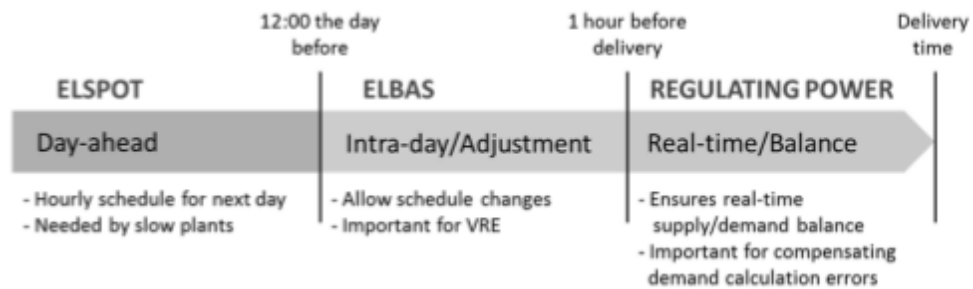 12:00 the day
before
1 hour before
delivery
Delivery
time
ELSPOT
ELBAS
REGULATING POWER
Day-ahead
Intra-day/Adjustment
Real-time/Balance
- Hourly schedule for next day
- Needed by slow plants
- Allow schedule changes
- Important for VRE
- Ensures real-time
supply/demand balance
- Important for compensating
demand calculation errors